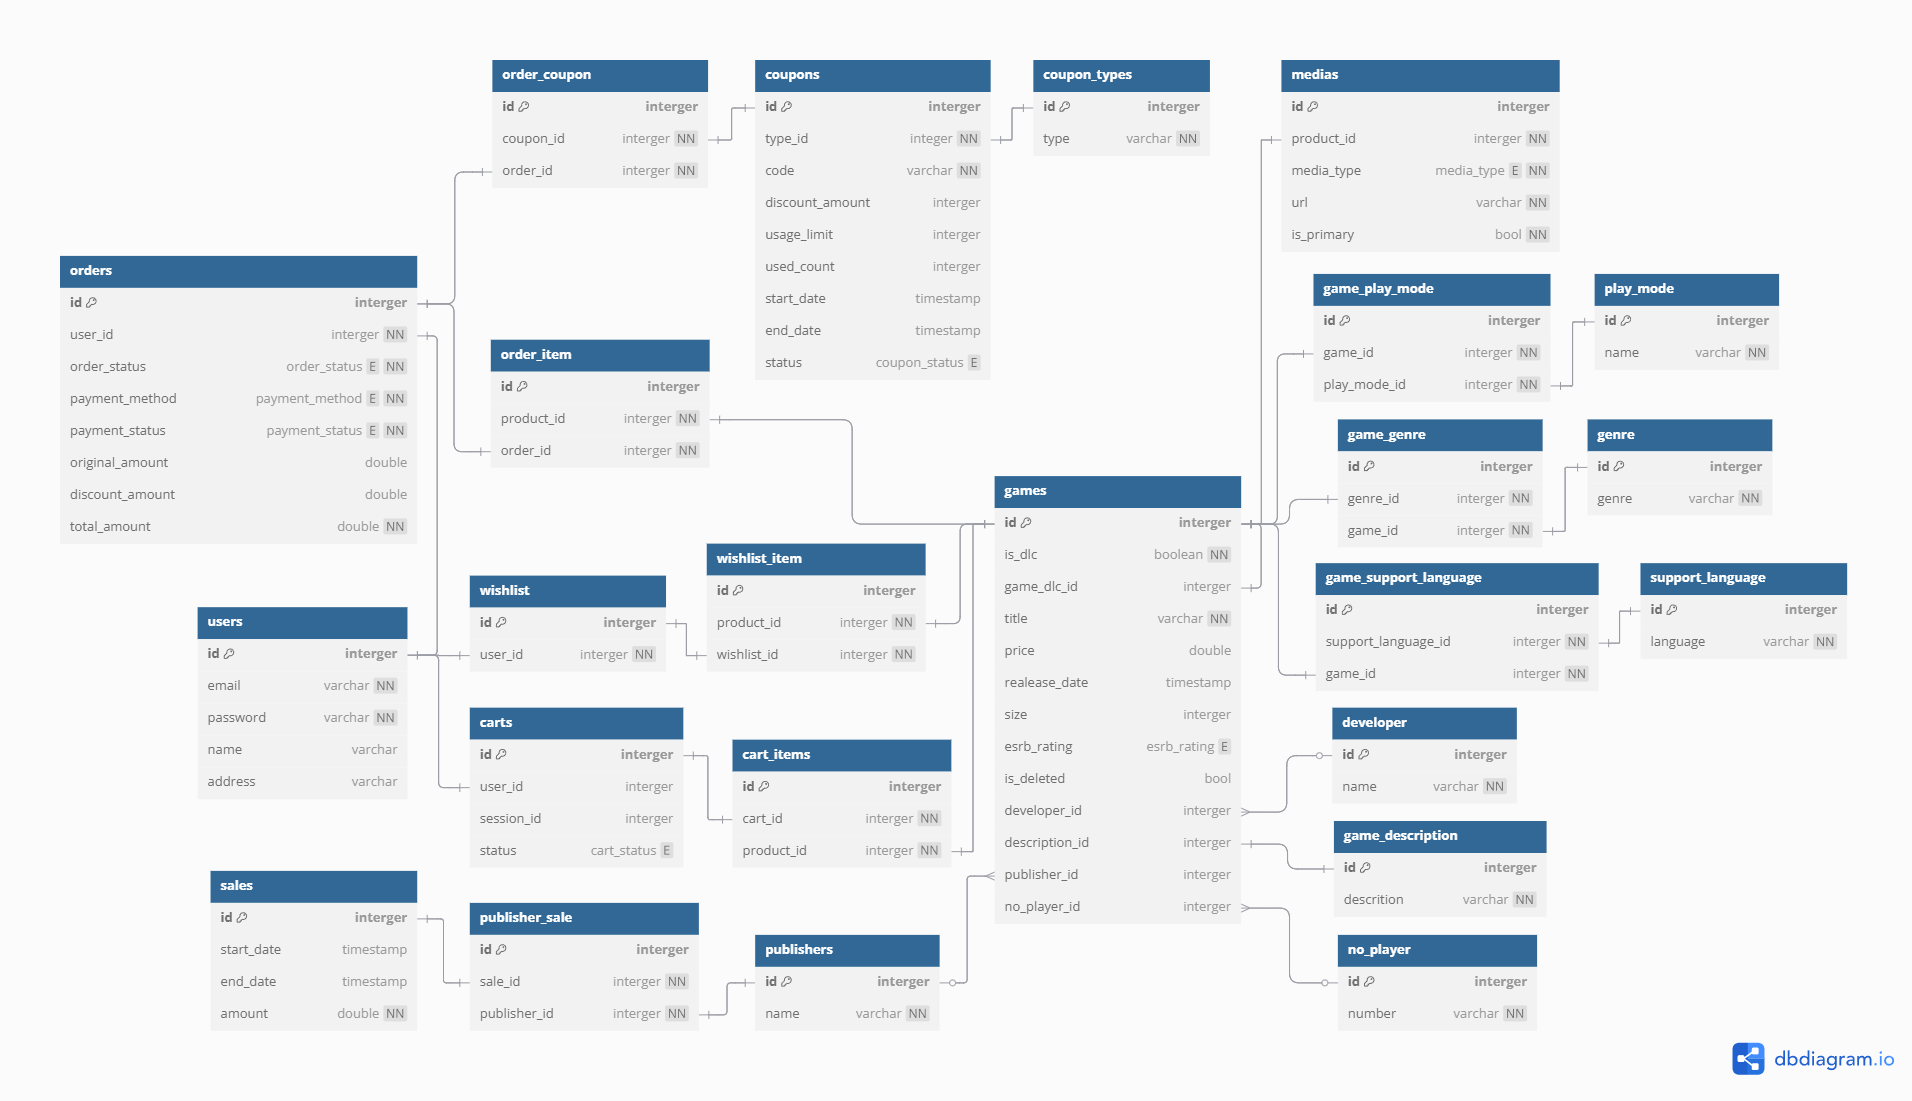 order_coupon
id interger
coupon_id interger NN
order_id interger NN
coupons
id interger
type_id integer NN
code varchar NN
discount_amount interger
usage_limit interger
used_count interger
start_date timestamp
end_date timestamp
status coupon_status E
coupon_types
id interger
type varchar NN
medias
id interger
product_id interger NN
media_type media_type E NN
url varchar NN
is_primary bool NN
orders
id interger
user_id interger NN
order_status order_status E NN
payment_method payment_method E NN
payment_status payment_status E NN
original_amount double
discount_amount double
total_amount double NN
order_item
id interger
product_id interger NN
order_id interger NN
game_play_mode
id interger
game_id interger NN
play_mode_id interger NN
play_mode
id interger
name varchar NN
game_genre
id interger
genre_id interger NN
game_id interger NN
genre
id interger
genre varchar NN
games
id interger
is_dlc boolean NN
game_dlc_id interger
title varchar NN
price double
realease_date timestamp
size interger
esrb_rating esrb_rating E
is_deleted bool
developer_id interger
description_id interger
publisher_id interger
no_player_id interger
wishlist_item
id interger
product_id interger NN
wishlist_id interger NN
wishlist
id interger
user_id interger NN
game_support_language
id interger
support_language_id interger NN
game_id interger NN
support_language
id interger
language varchar NN
users
id interger
email varchar NN
password varchar NN
name varchar
address varchar
carts
id interger
user_id interger
session_id interger
status cart_status E
cart_items
id interger
cart_id interger NN
product_id interger NN
developer
id interger
name varchar NN
game_description
id interger
descrition varchar NN
sales
id interger
start_date timestamp
end_date timestamp
amount double NN
publisher_sale
id interger
sale_id interger NN
publisher_id interger NN
publishers
id interger
name varchar NN
no_player
id interger
number varchar NN
dbdiagram.io